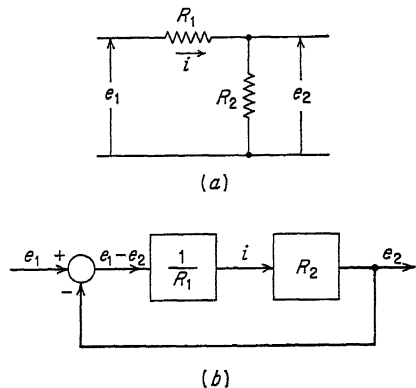 R₁
i
e₁
R₂
e₂
(a)
e₁ + e₁−e₂ 1/R₁ i R₂ e₂
−
(b)